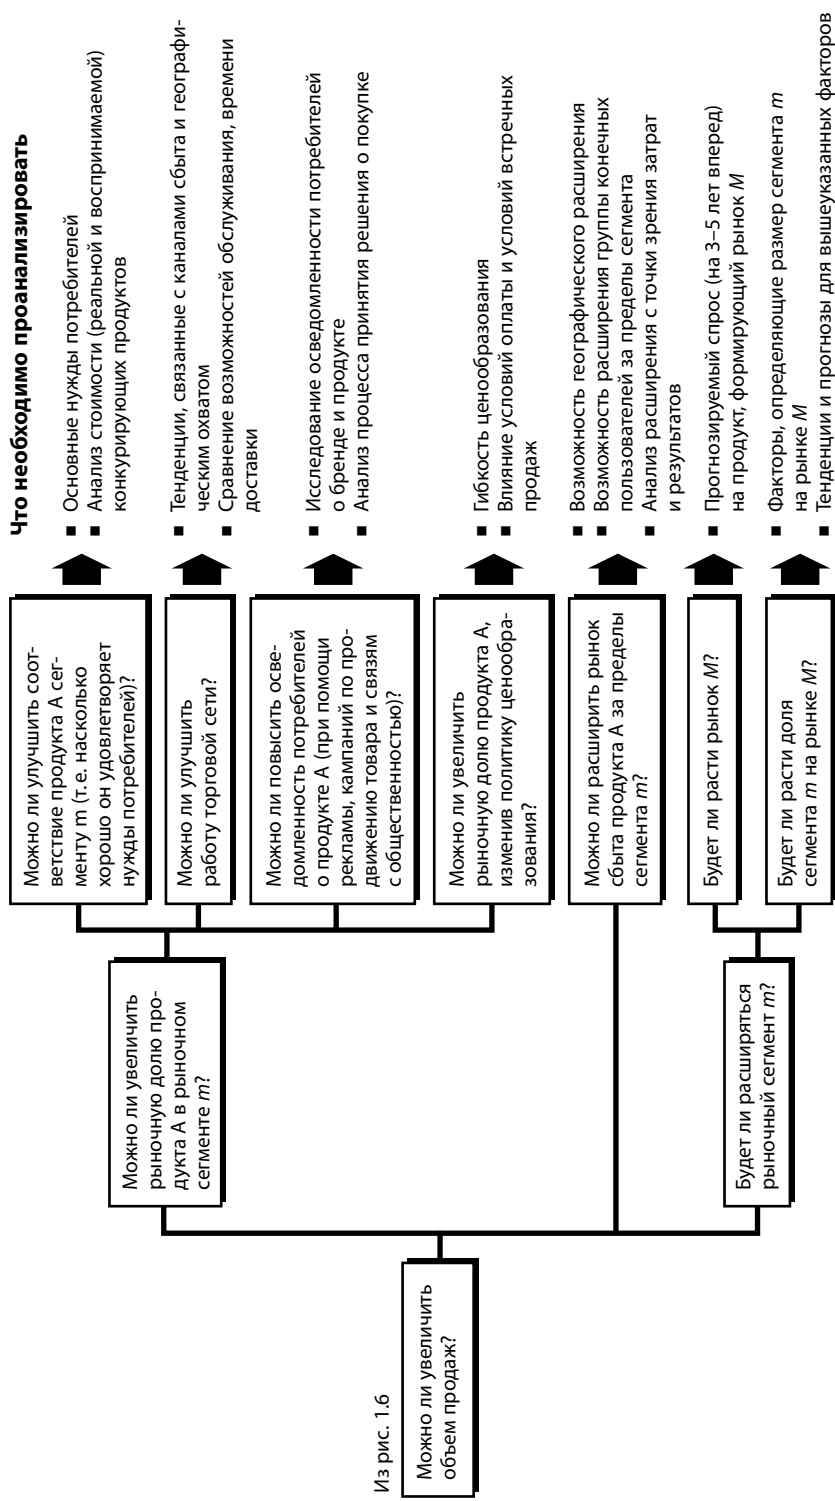 Что необходимо проанализировать
Из рис. 1.6
Можно ли увеличить
объем продаж?
Можно ли увеличить
рыночную долю про-
дукта А в рыночном
сегменте m?
Можно ли улучшить соот-
ветствие продукта А сег-
менту m (т.е. насколько
хорошо он удовлетворяет
нужды потребителей)?
■ Основные нужды потребителей
■ Анализ стоимости (реальной и воспринимаемой)
конкурирующих продуктов
Можно ли улучшить
работу торговой сети?
■ Тенденции, связанные с каналами сбыта и географи-
ческим охватом
■ Сравнение возможностей обслуживания, времени
доставки
Можно ли повысить осве-
домленность потребителей
о продукте А (при помощи
рекламы, кампаний по про-
движению товара и связям
с общественностью)?
■ Исследование осведомленности потребителей
о бренде и продукте
■ Анализ процесса принятия решения о покупке
Можно ли увеличить
рыночную долю продукта А,
изменив политику ценообра-
зования?
■ Гибкость ценообразования
■ Влияние условий оплаты и условий встречных
продаж
Можно ли расширить рынок
сбыта продукта А за пределы
сегмента m?
■ Возможность географического расширения
■ Возможность расширения группы конечных
пользователей за пределы сегмента
■ Анализ расширения с точки зрения затрат
и результатов
Будет ли расширяться
рыночный сегмент m?
Будет ли расти рынок М?
■ Прогнозируемый спрос (на 3–5 лет вперед)
на продукт, формирующий рынок М
Будет ли расти доля
сегмента m на рынке М?
■ Факторы, определяющие размер сегмента m
на рынке М
■ Тенденции и прогнозы для вышеуказанных факторов